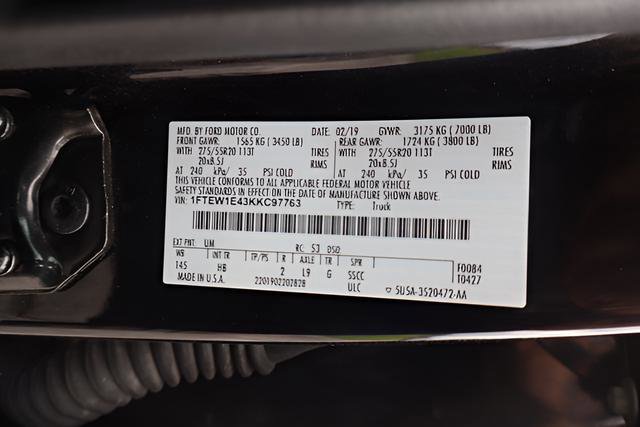 MFD. BY FORD MOTOR CO. DATE: 02/19 GVWR: 3175 KG ( 7000 LB)
FRONT GAWR: 1565 KG ( 3450 LB) REAR GAWR: 1724 KG ( 3800 LB)
WITH 275/55R20 113T TIRES WITH 275/55R20 113T TIRES
20x8.5J RIMS 20x8.5J RIMS
AT 240 kPa/ 35 PSI COLD AT 240 kPa/ 35 PSI COLD
THIS VEHICLE CONFORMS TO ALL APPLICABLE FEDERAL MOTOR VEHICLE
SAFETY STANDARDS IN EFFECT ON THE DATE OF MANUFACTURE SHOWN ABOVE.
VIN: 1FTEW1E43KKC97763 TYPE: Truck
EXT PNT: UM RC: 53 DSO:
WB INT TR TP/PS R AXLE TR SPR
145 HB 2 L9 G 5SCC F0084
MADE IN U.S.A. 2201902207828 ULC T0427
5U5A-3520472-AA